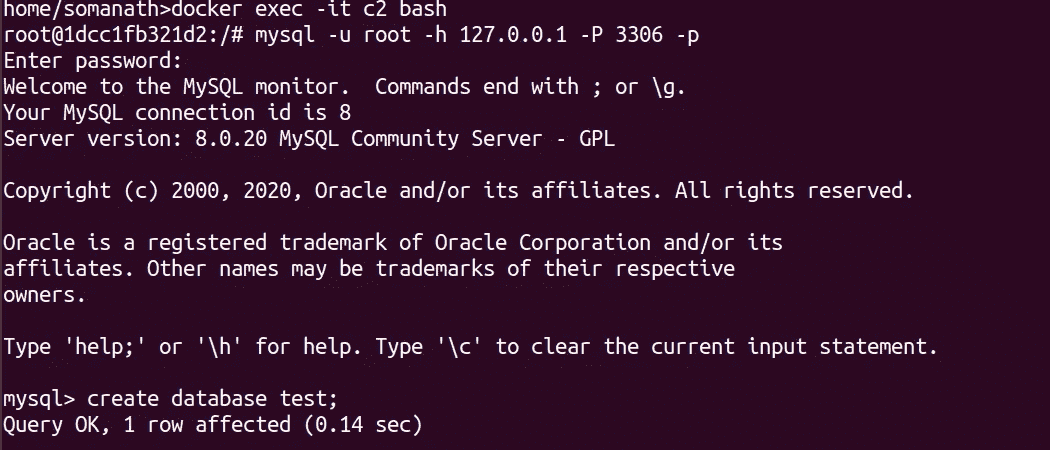 home/somanath>docker exec -it c2 bash
root@1dcc1fb321d2:/# mysql -u root -h 127.0.0.1 -P 3306 -p
Enter password:
Welcome to the MySQL monitor.  Commands end with ; or \g.
Your MySQL connection id is 8
Server version: 8.0.20 MySQL Community Server - GPL
Copyright (c) 2000, 2020, Oracle and/or its affiliates. All rights reserved.
Oracle is a registered trademark of Oracle Corporation and/or its
affiliates. Other names may be trademarks of their respective
owners.
Type 'help;' or '\h' for help. Type '\c' to clear the current input statement.
mysql> create database test;
Query OK, 1 row affected (0.14 sec)